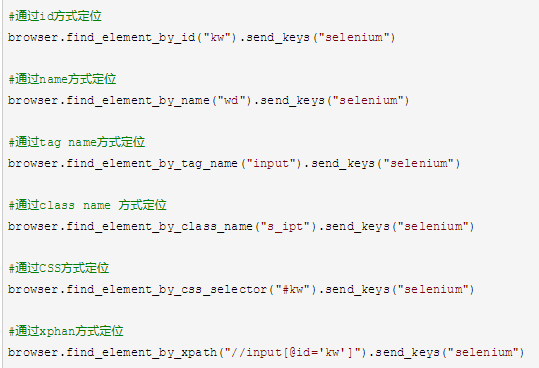 #通过id方式定位
browser.find_element_by_id("kw").send_keys("selenium")
#通过name方式定位
browser.find_element_by_name("wd").send_keys("selenium")
#通过tag name方式定位
browser.find_element_by_tag_name("input").send_keys("selenium")
#通过class name 方式定位
browser.find_element_by_class_name("s_ipt").send_keys("selenium")
#通过CSS方式定位
browser.find_element_by_css_selector("#kw").send_keys("selenium")
#通过xphan方式定位
browser.find_element_by_xpath("//input[@id='kw']").send_keys("selenium")